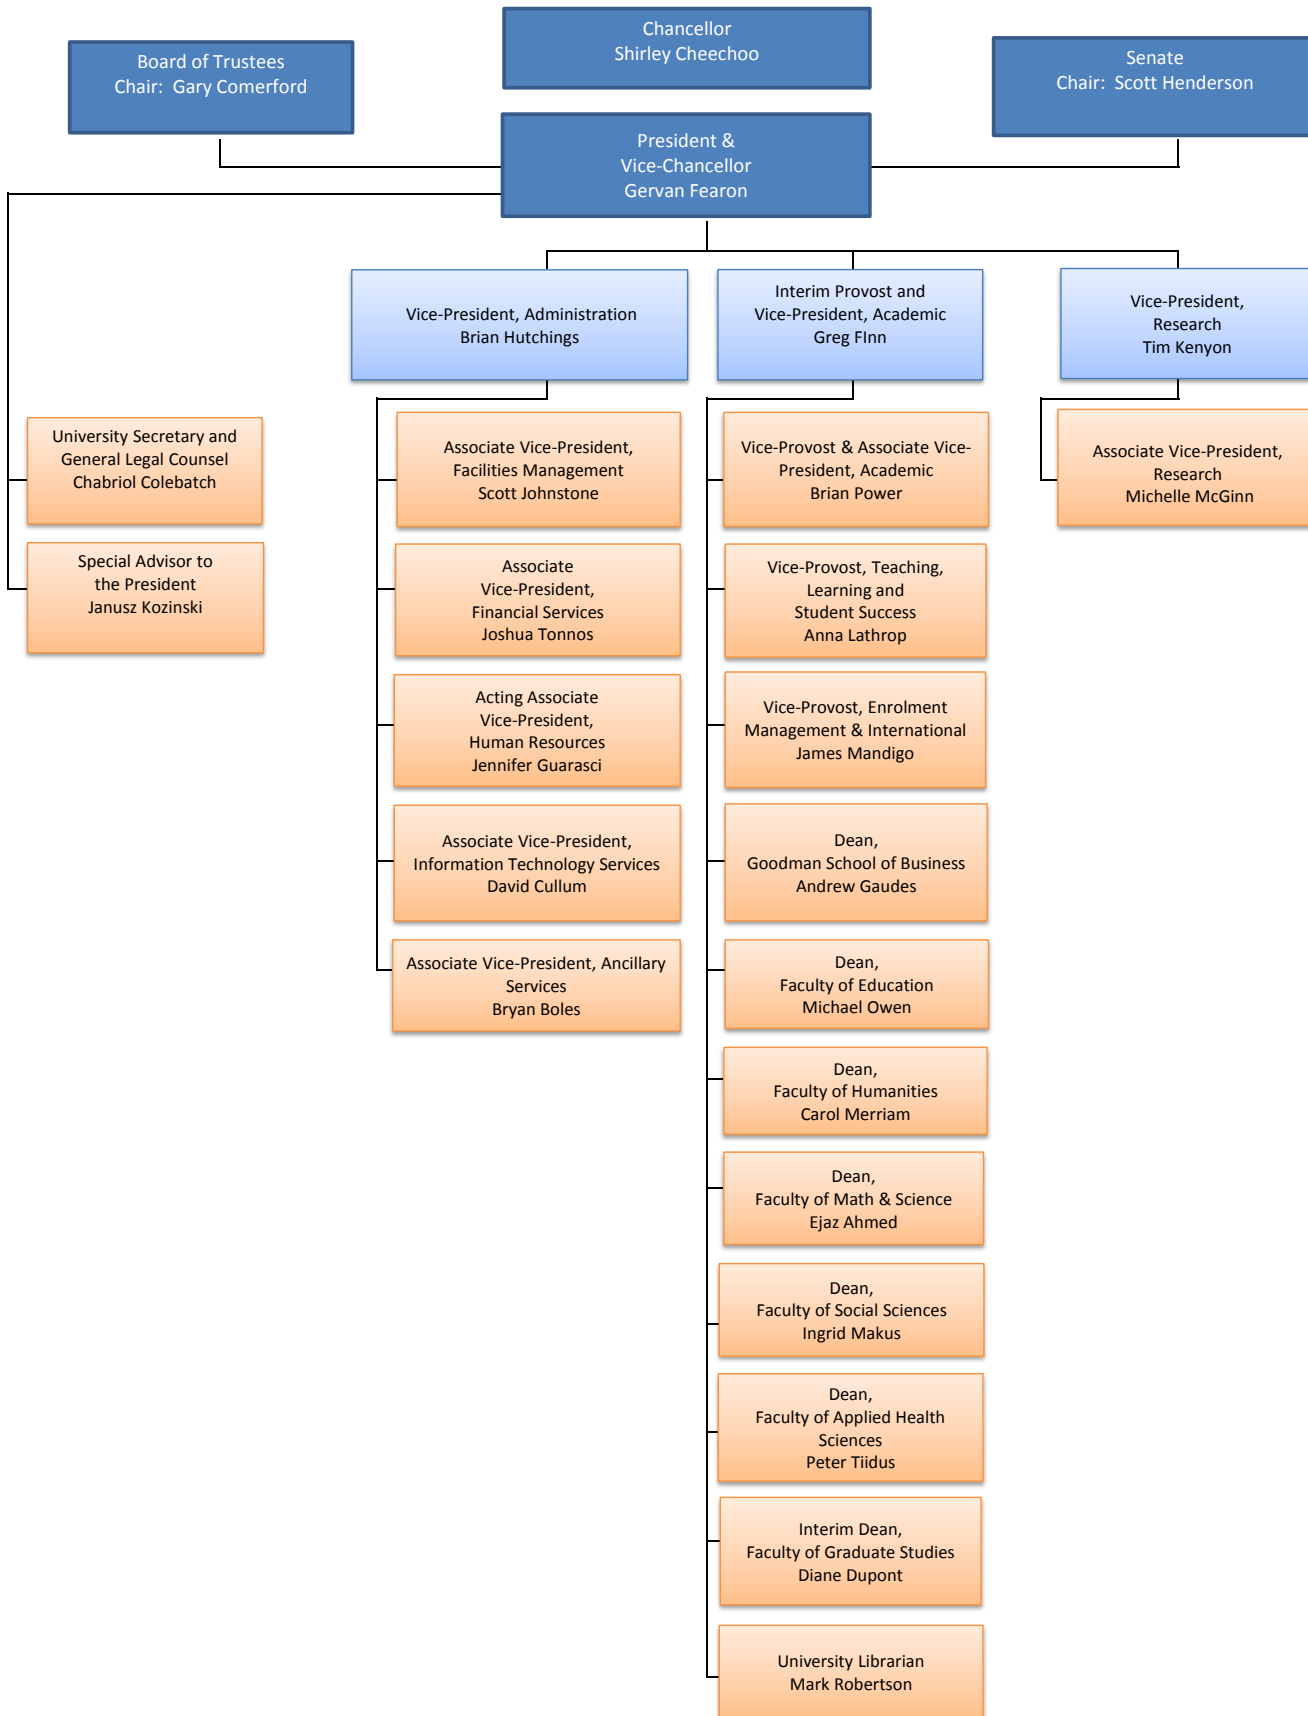 Chancellor
Shirley Cheechoo
Board of Trustees
Chair:  Gary Comerford
Senate
Chair:  Scott Henderson
President &
Vice-Chancellor
Gervan Fearon
Vice-President, Administration
Brian Hutchings
Interim Provost and
Vice-President, Academic
Greg FInn
Vice-President,
Research
Tim Kenyon
University Secretary and
General Legal Counsel
Chabriol Colebatch
Special Advisor to
the President
Janusz Kozinski
Associate Vice-President,
Facilities Management
Scott Johnstone
Associate
Vice-President,
Financial Services
Joshua Tonnos
Acting Associate
Vice-President,
Human Resources
Jennifer Guarasci
Associate Vice-President,
Information Technology Services
David Cullum
Associate Vice-President, Ancillary
Services
Bryan Boles
Vice-Provost & Associate Vice-
President, Academic
Brian Power
Vice-Provost, Teaching,
Learning and
Student Success
Anna Lathrop
Vice-Provost, Enrolment
Management & International
James Mandigo
Dean,
Goodman School of Business
Andrew Gaudes
Dean,
Faculty of Education
Michael Owen
Dean,
Faculty of Humanities
Carol Merriam
Dean,
Faculty of Math & Science
Ejaz Ahmed
Dean,
Faculty of Social Sciences
Ingrid Makus
Dean,
Faculty of Applied Health
Sciences
Peter Tiidus
Interim Dean,
Faculty of Graduate Studies
Diane Dupont
University Librarian
Mark Robertson
Associate Vice-President,
Research
Michelle McGinn